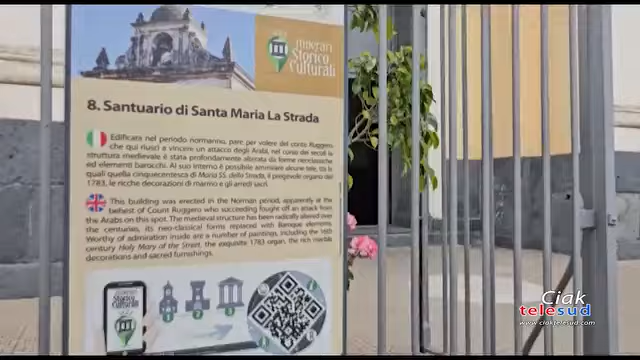 Itinerari
Storico
Culturali
8. Santuario di Santa Maria La Strada
Edificata nel periodo normanno, pare per volere del conte Ruggero
che qui riuscì a vincere un attacco degli Arabi, nel corso dei secoli la
struttura medievale è stata profondamente alterata da forme neoclassiche
ed elementi barocchi. Al suo interno è possibile ammirare alcune tele, tra le
quali quella cinquecentesca di Maria SS. della Strada, il pregevole organo del
1783, le ricche decorazioni di marmo e gli arredi sacri.
This building was erected in the Norman period, apparently at the
behest of Count Ruggero who succeeding fought off an attack from
the Arabs on this spot. The medieval structure has been radically altered over
the centuries, its neo-classical forms replaced with Baroque elements.
Worthy of admiration inside are a number of paintings, including the 16th
century Holy Mary of the Street, the exquisite 1783 organ, the rich marble
decorations and sacred furnishings.
Itinerari
Storico
Culturali
1 2 3
Ciak
telesud
www.ciaktelesud.com